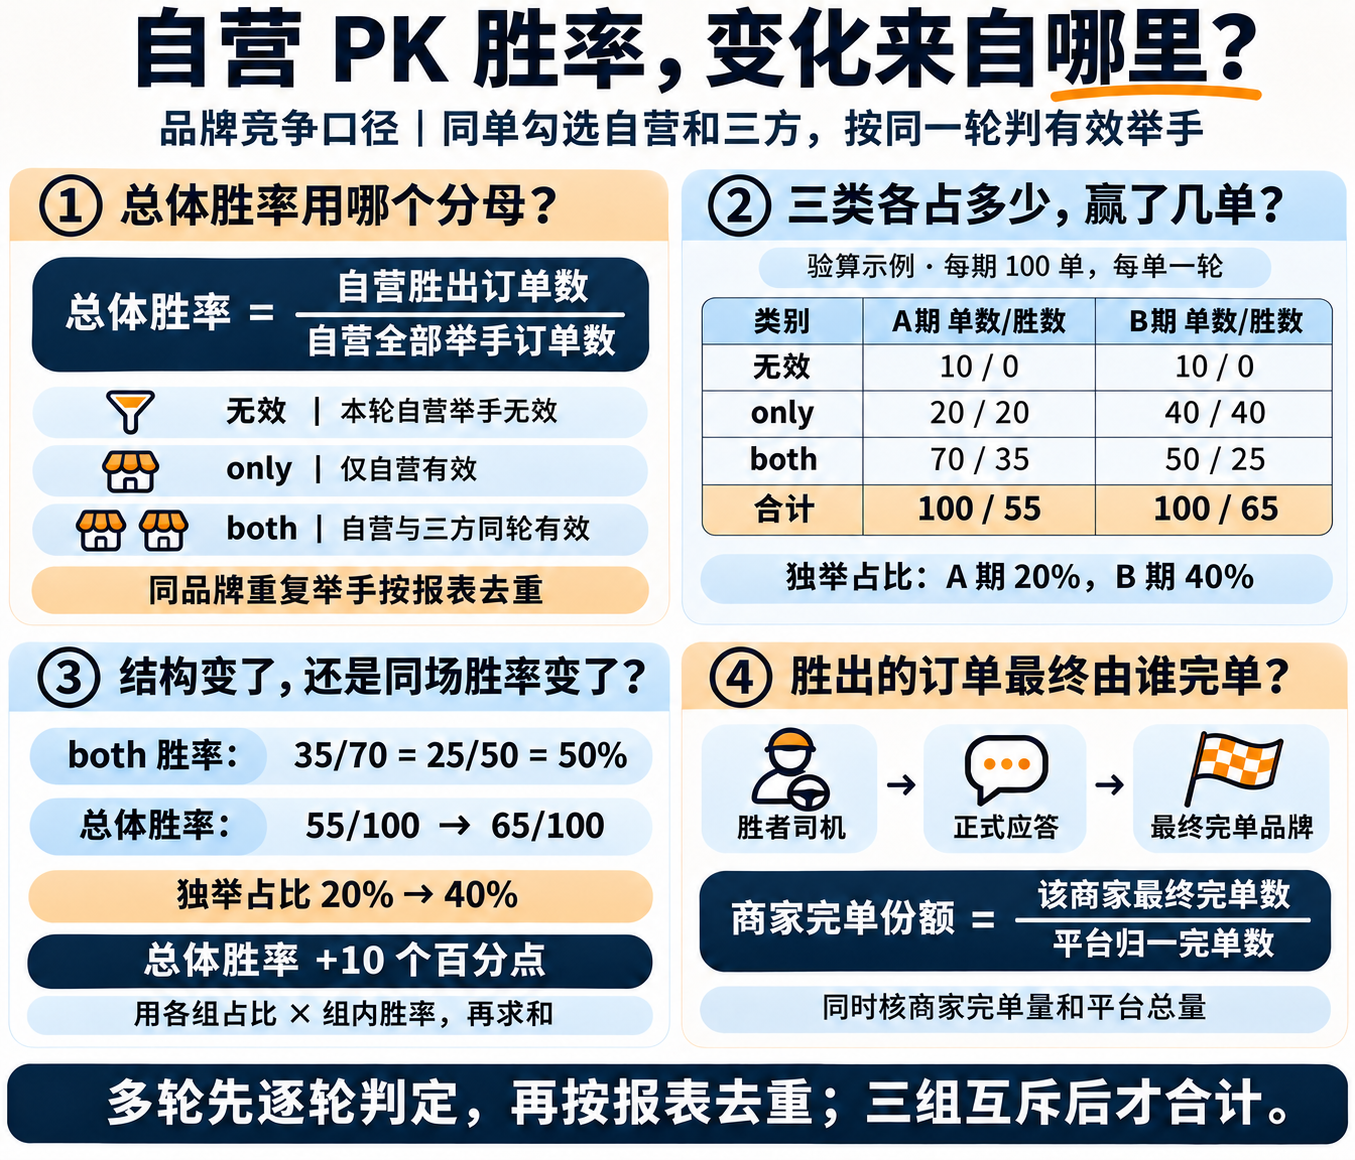 自营 PK 胜率，变化来自哪里？
品牌竞争口径｜同单勾选自营和三方，按同一轮判有效举手
① 总体胜率用哪个分母？
总体胜率 = 自营胜出订单数
自营全部举手订单数
无效｜本轮自营举手无效
only｜仅自营有效
both｜自营与三方同轮有效
同品牌重复举手按报表去重
② 三类各占多少，赢了几单？
验算示例 · 每期 100 单，每单一轮
类别 A期 单数/胜数 B期 单数/胜数
无效 10 / 0 10 / 0
only 20 / 20 40 / 40
both 70 / 35 50 / 25
合计 100 / 55 100 / 65
独举占比：A 期 20%，B 期 40%
③ 结构变了，还是同场胜率变了？
both 胜率： 35/70 = 25/50 = 50%
总体胜率： 55/100 → 65/100
独举占比 20% → 40%
总体胜率 +10 个百分点
用各组占比 × 组内胜率，再求和
④ 胜出的订单最终由谁完单？
胜者司机 → 正式应答 → 最终完单品牌
商家完单份额 = 该商家最终完单数
平台归一完单数
同时核商家完单量和平台总量
多轮先逐轮判定，再按报表去重；三组互斥后才合计。